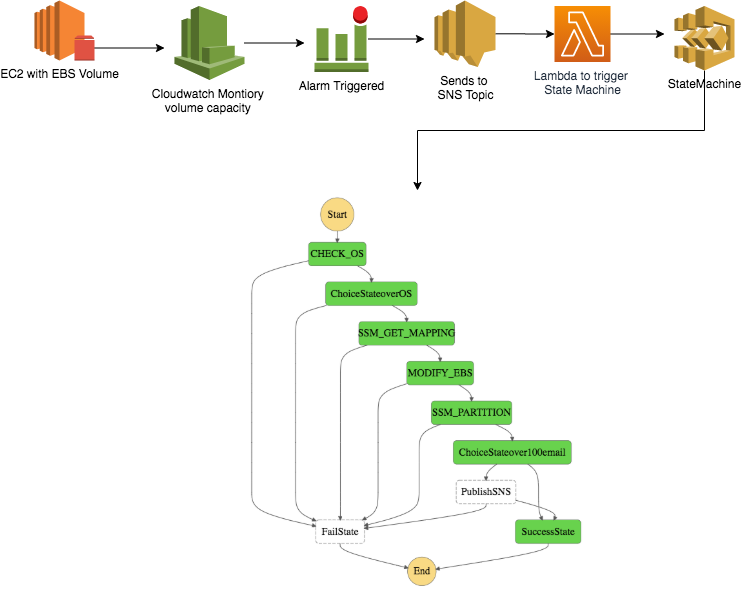 EC2 with EBS Volume
Cloudwatch Montiory
volume capacity
Alarm Triggered
Sends to
SNS Topic
Lambda to trigger
State Machine
StateMachine
Start
CHECK_OS
ChoiceStateoverOS
SSM_GET_MAPPING
MODIFY_EBS
SSM_PARTITION
ChoiceStateover100email
PublishSNS
FailState
SuccessState
End